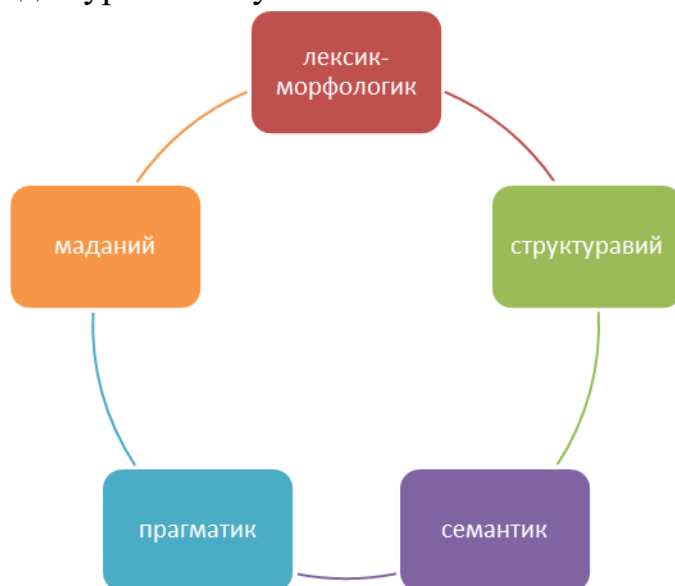 лексик-
морфологик
структуравий
семантик
прагматик
маданий